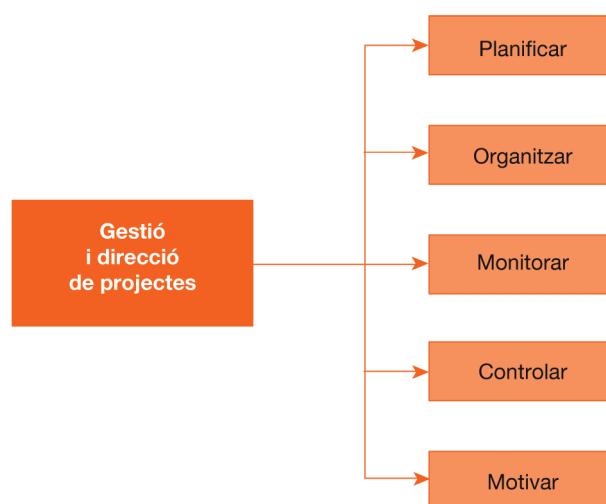 Gestió
i direcció
de projectes
Planificar
Organitzar
Monitorar
Controlar
Motivar